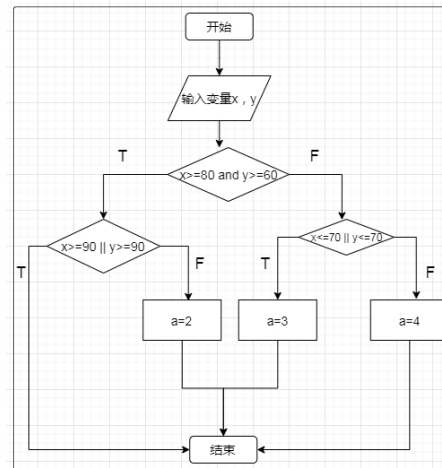 开始
输入变量x，y
T
F
x>=80 and y>=60
x>=90 || y>=90
x<=70 || y<=70
T
F
T
F
a=2
a=3
a=4
结束